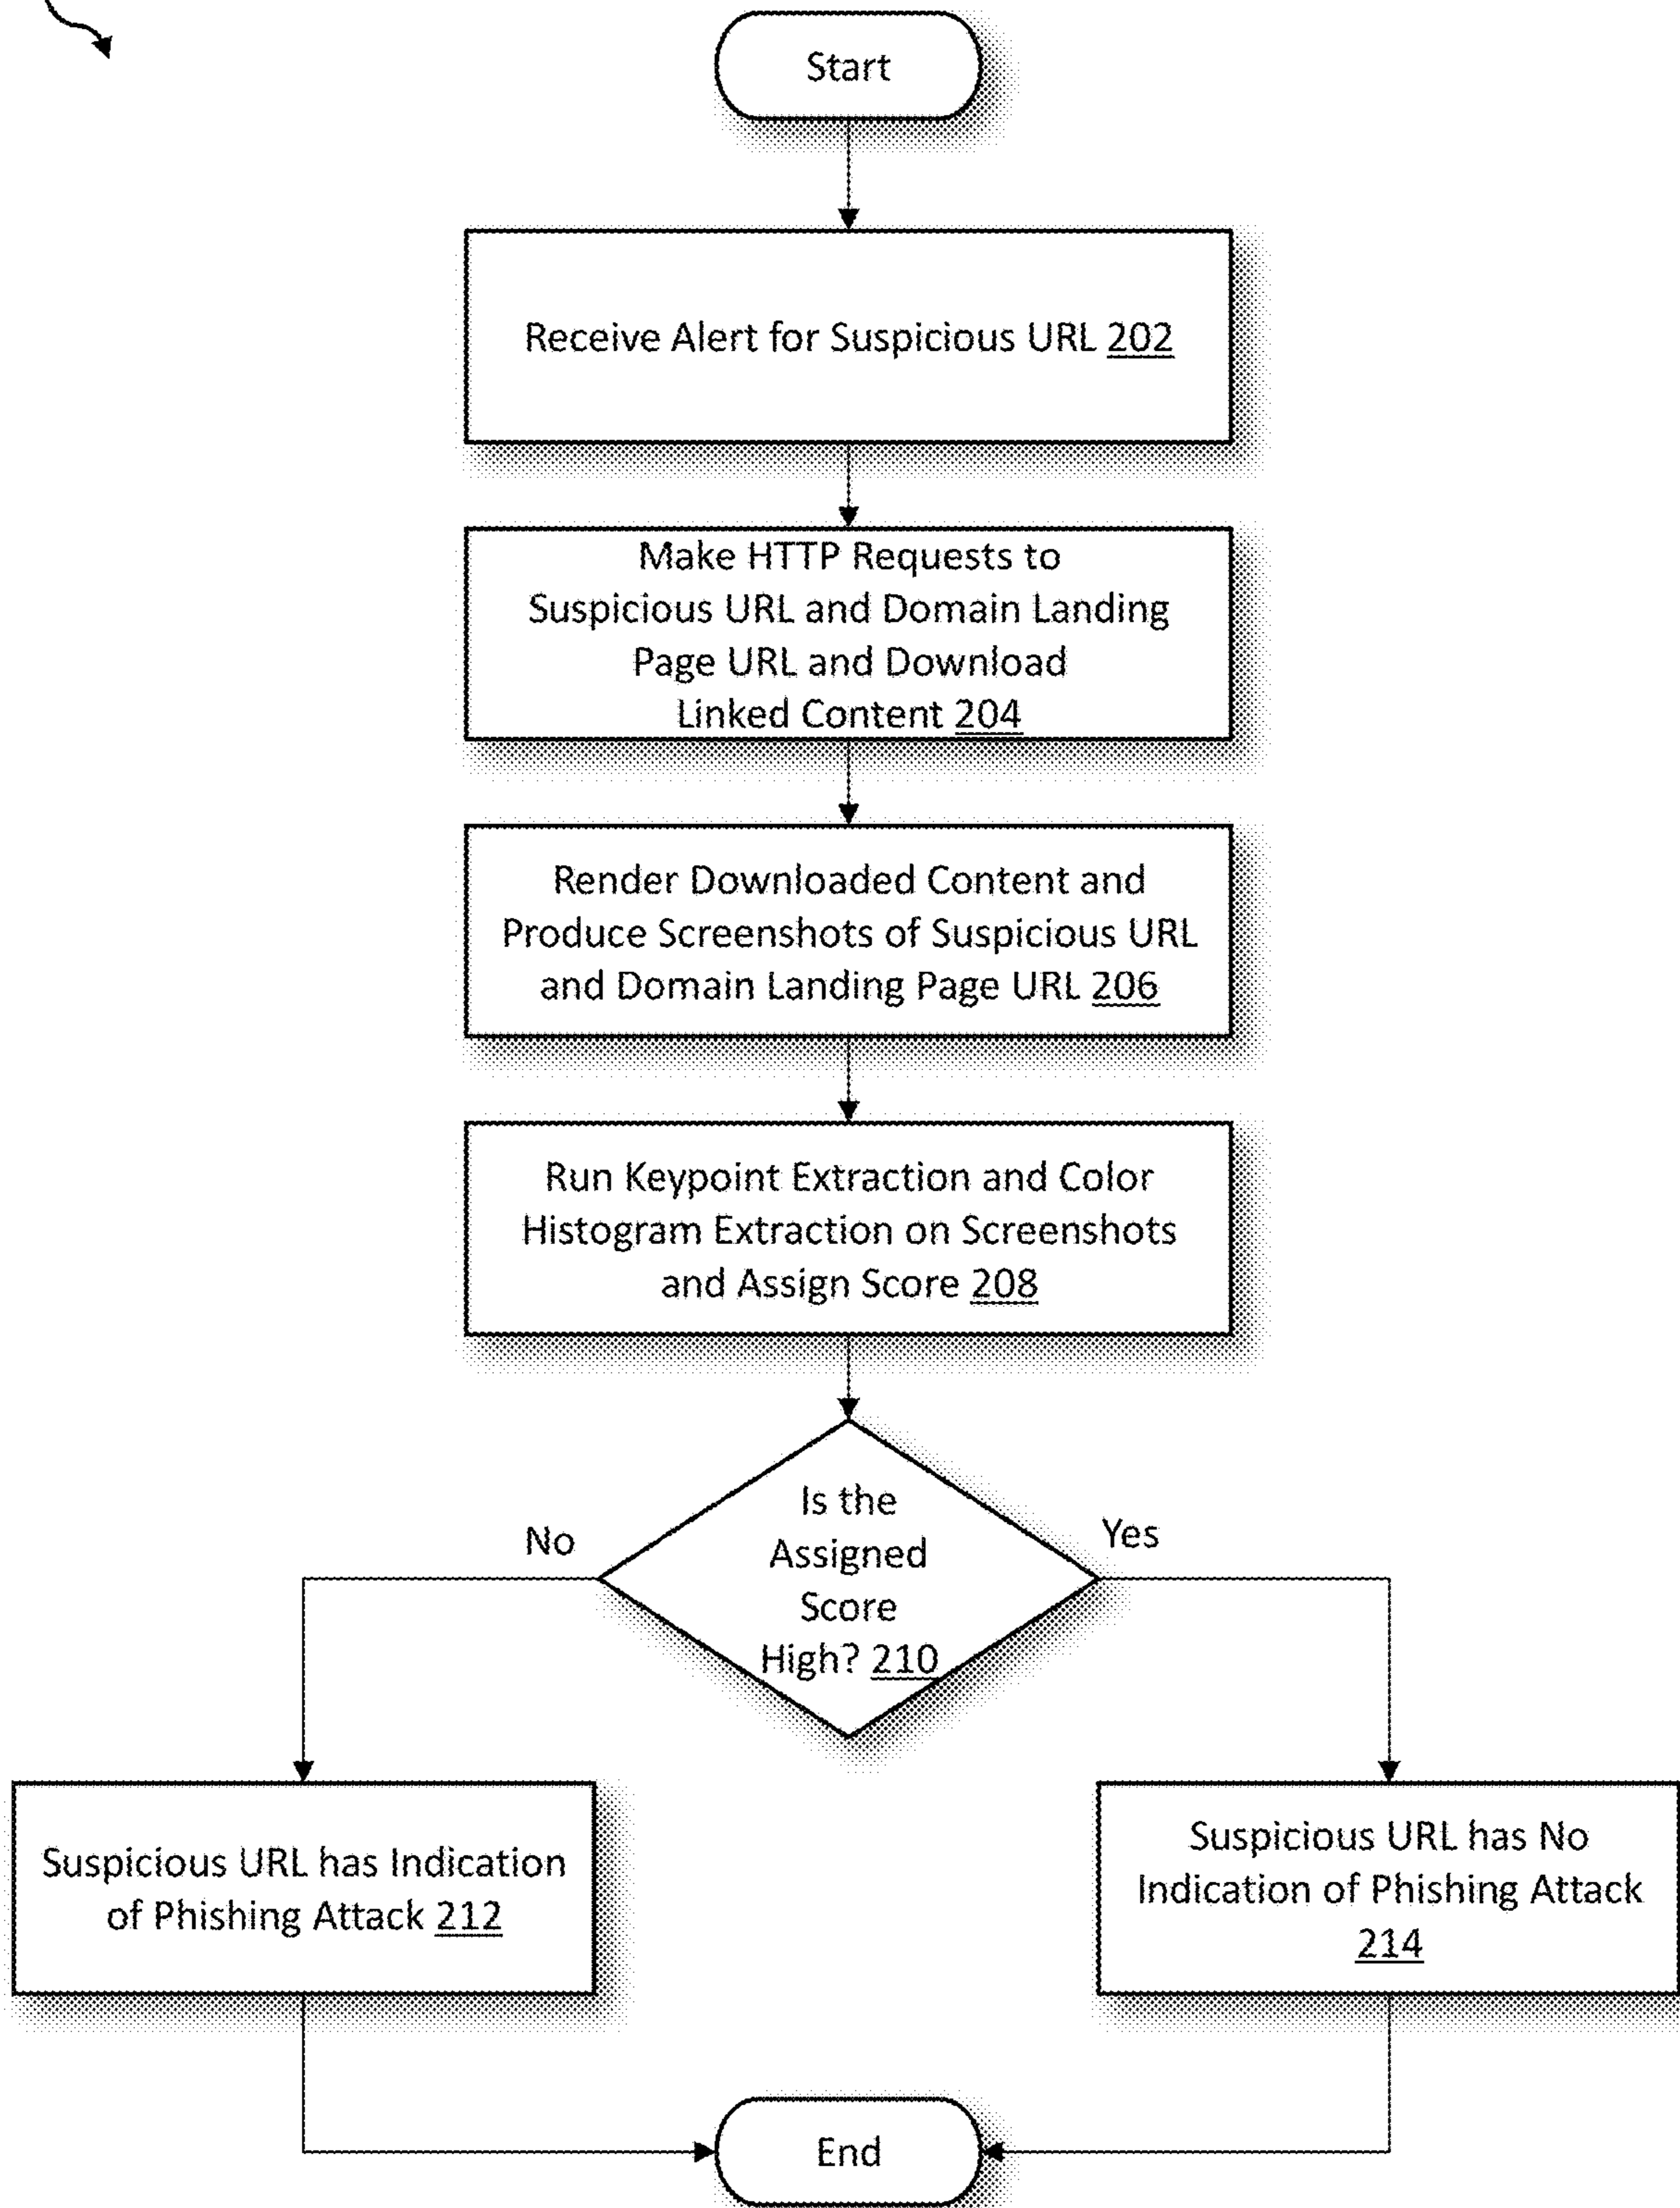 Start
Receive Alert for Suspicious URL 202
Make HTTP Requests to
Suspicious URL and Domain Landing
Page URL and Download
Linked Content 204
Render Downloaded Content and
Produce Screenshots of Suspicious URL
and Domain Landing Page URL 206
Run Keypoint Extraction and Color
Histogram Extraction on Screenshots
and Assign Score 208
Is the
Assigned
Score
High? 210
No
Yes
Suspicious URL has Indication
of Phishing Attack 212
Suspicious URL has No
Indication of Phishing Attack
214
End